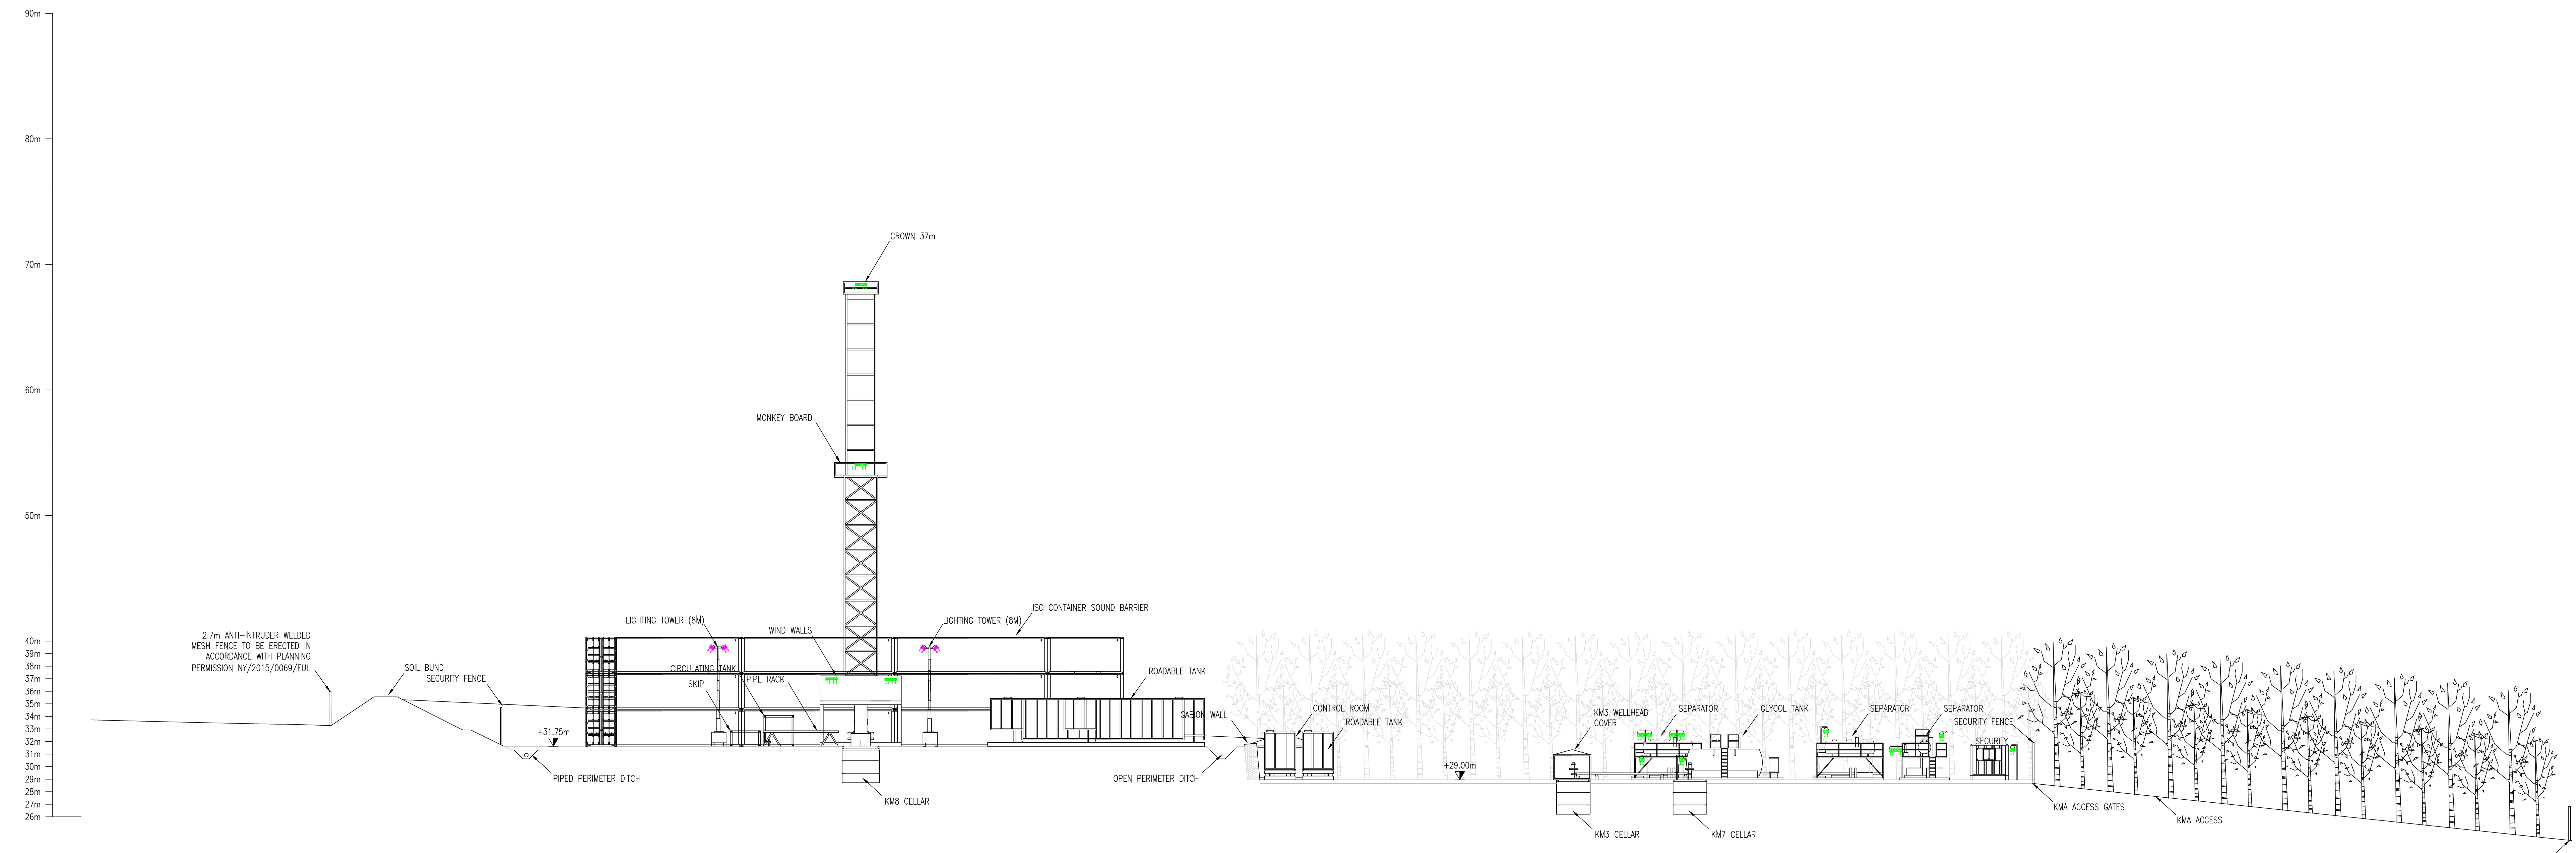 90m
80m
70m
60m
50m
40m
39m
38m
37m
36m
35m
34m
33m
32m
31m
30m
29m
28m
27m
26m
CROWN 37m
MONKEY BOARD
2.7m ANTI-INTRUDER WELDED
MESH FENCE TO BE ERECTED IN
ACCORDANCE WITH PLANNING
PERMISSION NY/2015/0069/FUL
SOIL BUND
SECURITY FENCE
+31.75m
PIPED PERIMETER DITCH
LIGHTING TOWER (8M)
WIND WALLS
CIRCULATING TANK
SKIP
PIPE RACK
LIGHTING TOWER (8M)
ISO CONTAINER SOUND BARRIER
ROADABLE TANK
KM8 CELLAR
OPEN PERIMETER DITCH
GABION WALL
CONTROL ROOM
ROADABLE TANK
+29.00m
KM3 WELLHEAD
COVER
SEPARATOR
GLYCOL TANK
SEPARATOR
SEPARATOR
SECURITY FENCE
SECURITY
KM3 CELLAR
KM7 CELLAR
KMA ACCESS GATES
KMA ACCESS